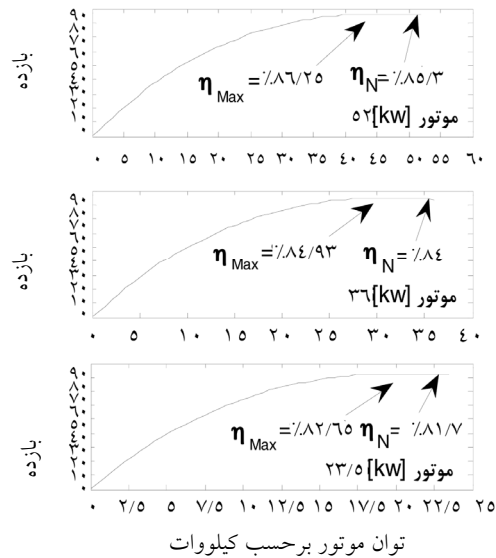 بازده
η Max =٪۸۶/۲۵
η N =٪۸۵/۳
موتور ۵۲[kw]
۰ ۵ ۱۰ ۱۵ ۲۰ ۲۵ ۳۰ ۳۵ ۴۰ ۴۵ ۵۰ ۵۵ ۶۰
بازده
η Max =٪۸۴/۹۳
η N =٪۸۴
موتور ۳۶[kw]
۰ ۵ ۱۰ ۱۵ ۲۰ ۲۵ ۳۰ ۳۵ ۴۰
بازده
η Max =٪۸۲/۶۵
η N = ٪۸۱/۷
موتور ۲۳/۵[kw]
۰ ۲/۵ ۵ ۷/۵ ۱۰ ۱۲/۵ ۱۵ ۱۷/۵ ۲۰ ۲۲/۵ ۲۵
توان موتور برحسب کیلووات